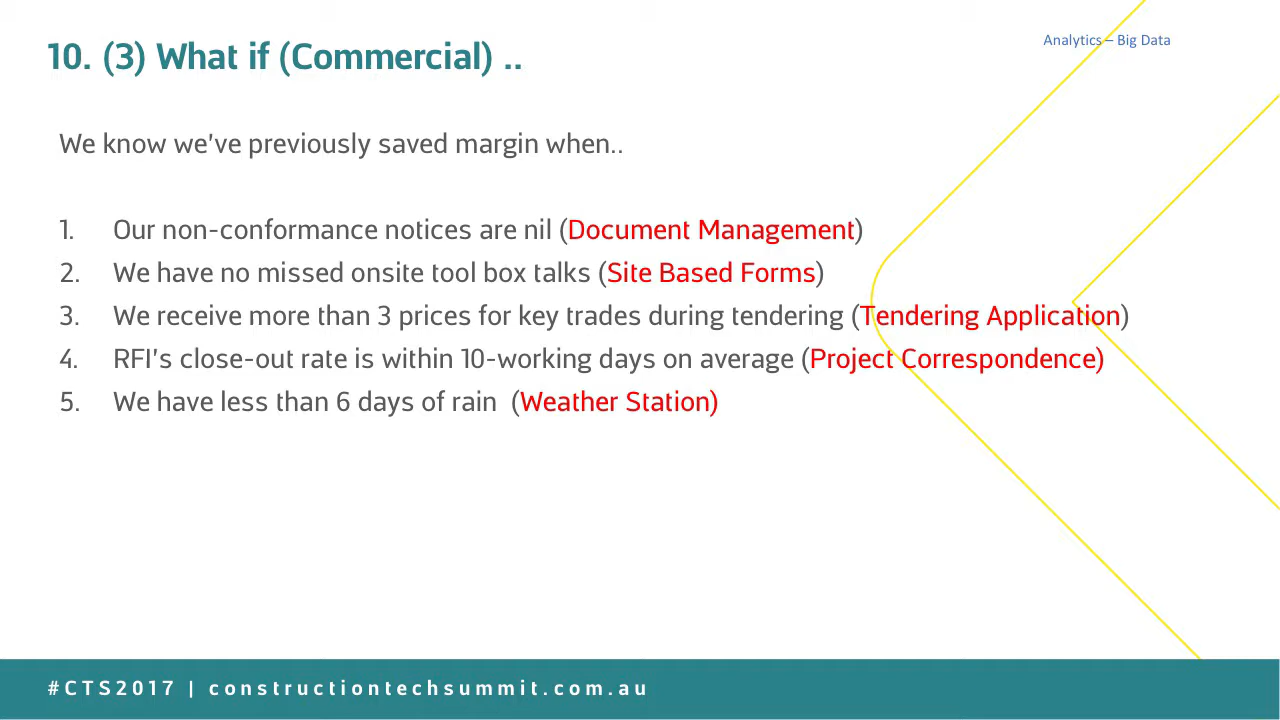 10. (3) What if (Commercial) ..
Analytics – Big Data
We know we've previously saved margin when..
1. Our non-conformance notices are nil (Document Management)
2. We have no missed onsite tool box talks (Site Based Forms)
3. We receive more than 3 prices for key trades during tendering (Tendering Application)
4. RFI's close-out rate is within 10-working days on average (Project Correspondence)
5. We have less than 6 days of rain (Weather Station)
#CTS2017 | constructiontechsummit.com.au